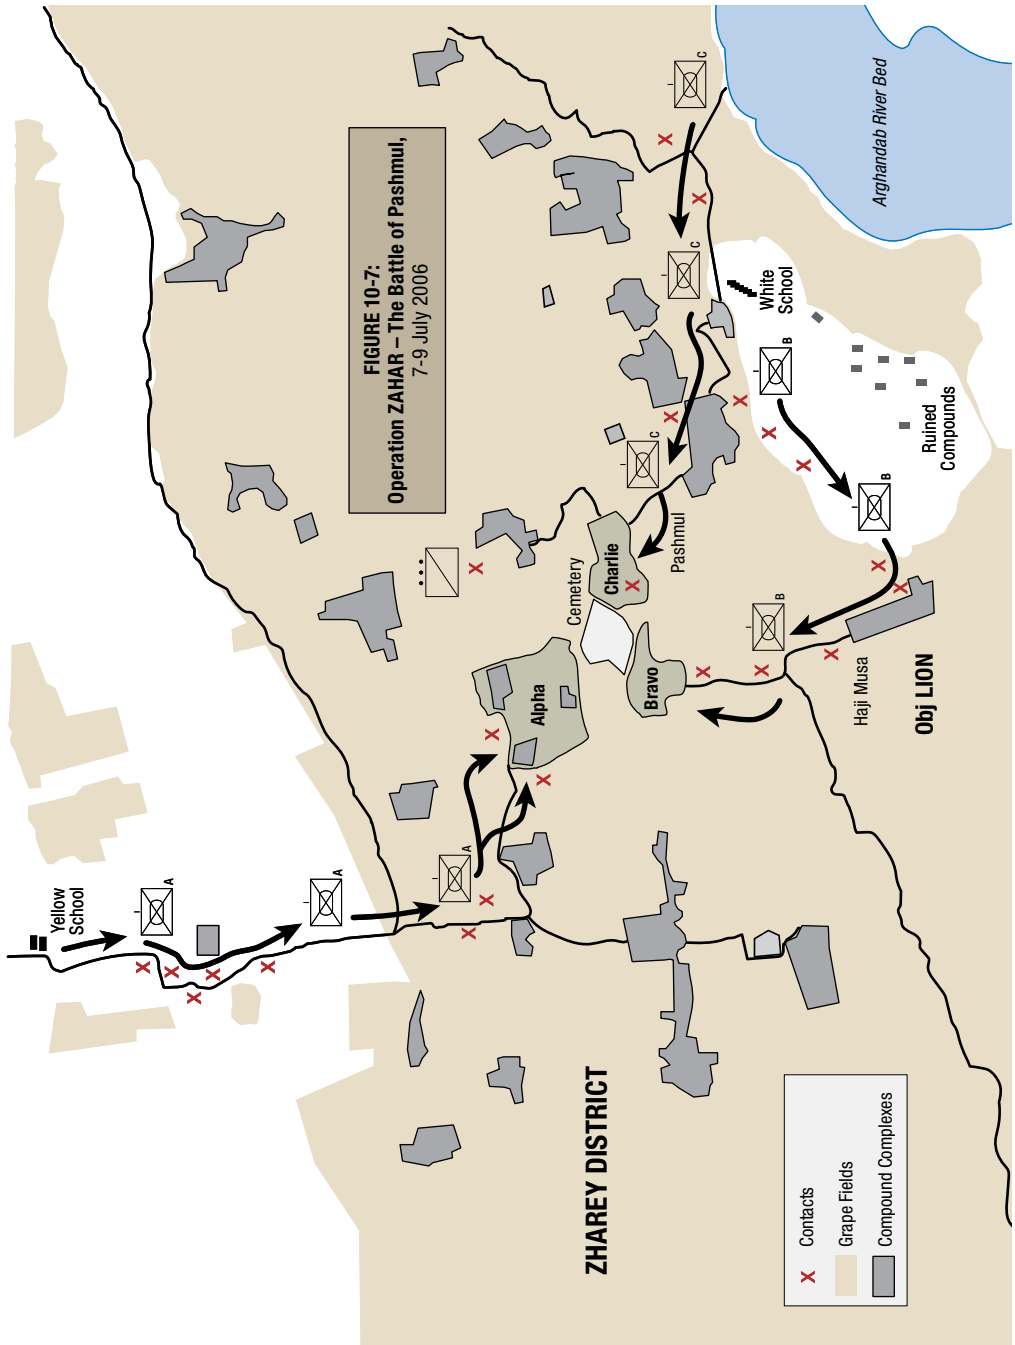 FIGURE 10-7:
Operation ZAHAR – The Battle of Pashmul,
7-9 July 2006
Yellow
School
A
A
A
Alpha
Cemetery
Charlie
Bravo
Pashmul
C
C
C
White
School
B
B
B
Ruined
Compounds
Arghandab River Bed
Haji Musa
Obj LION
ZHAREY DISTRICT
X Contacts
Grape Fields
Compound Complexes